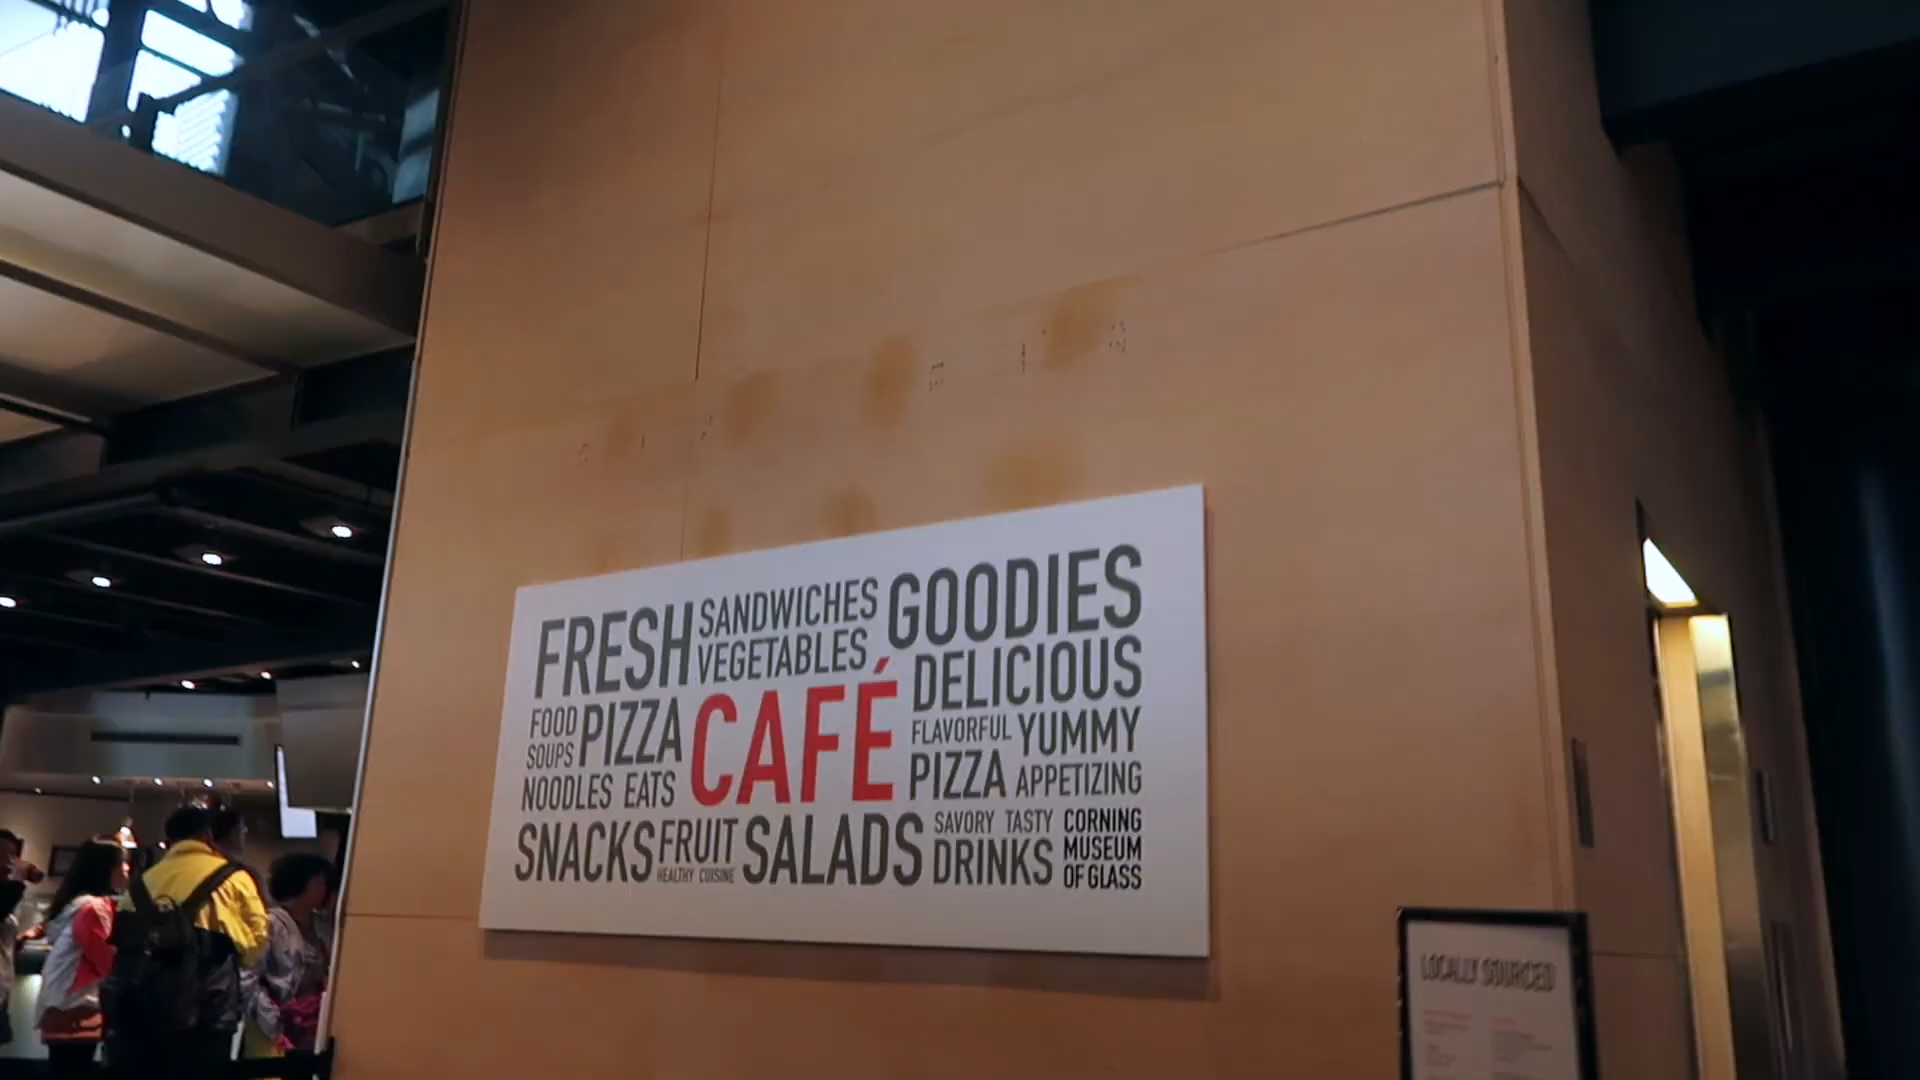 FRESH SANDWICHES GOODIES
VEGETABLES
DELICIOUS
FOOD PIZZA CAFÉ FLAVORFUL YUMMY
SOUPS
PIZZA APPETIZING
NOODLES EATS
SNACKS FRUIT SALADS SAVORY TASTY CORNING
HEALTHY CUISINE
DRINKS MUSEUM
OF GLASS
LOCALLY SOURCED